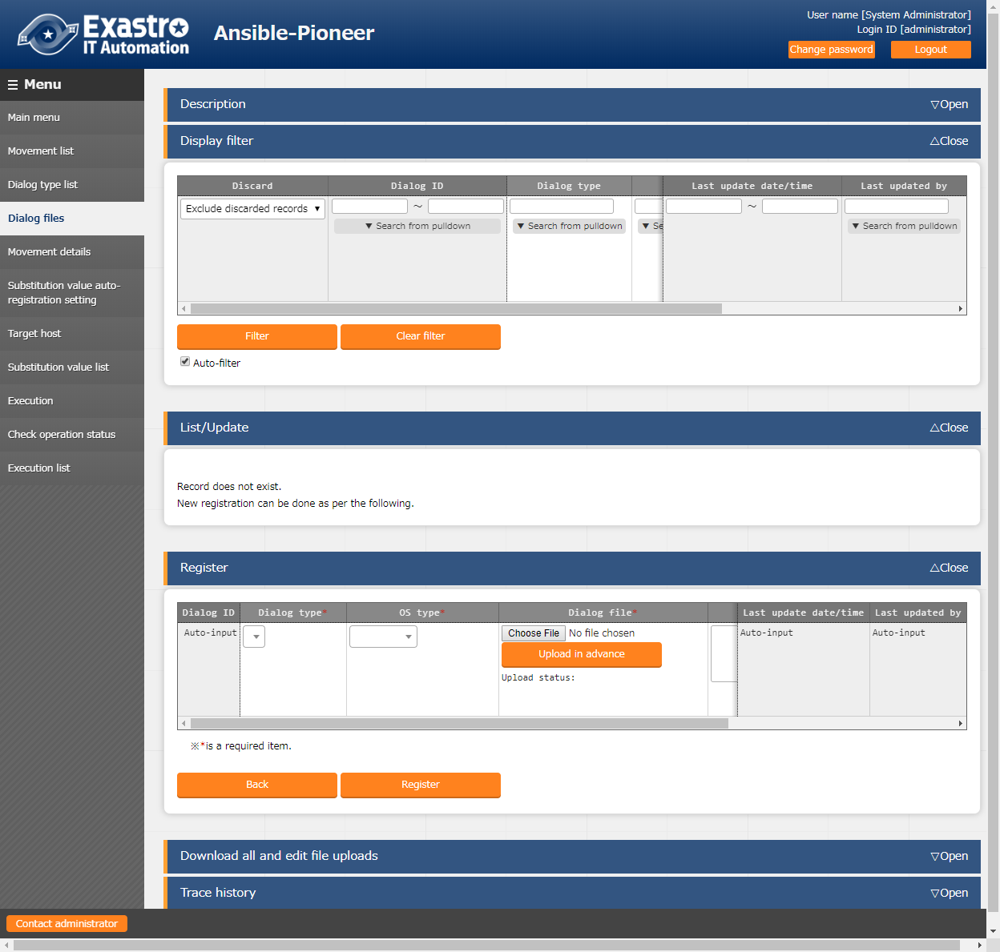 Exastro
IT Automation
Ansible-Pioneer
User name [System Administrator]
Login ID [administrator]
Change password
Logout
☰ Menu
Main menu
Movement list
Dialog type list
Dialog files
Movement details
Substitution value auto-
registration setting
Target host
Substitution value list
Execution
Check operation status
Execution list
Description ▽Open
Display filter △Close
Discard Dialog ID Dialog type Last update date/time Last updated by
Exclude discarded records ▼ ~ ~
▼ Search from pulldown ▼ Search from pulldown ▼ Se ▼ Search from pulldown
Filter Clear filter
Auto-filter
List/Update △Close
Record does not exist.
New registration can be done as per the following.
Register △Close
Dialog ID Dialog type* OS type* Dialog file* Last update date/time Last updated by
Auto-input Choose File No file chosen Auto-input Auto-input
Upload in advance
Upload status:
※*is a required item.
Back Register
Download all and edit file uploads ▽Open
Trace history ▽Open
Contact administrator